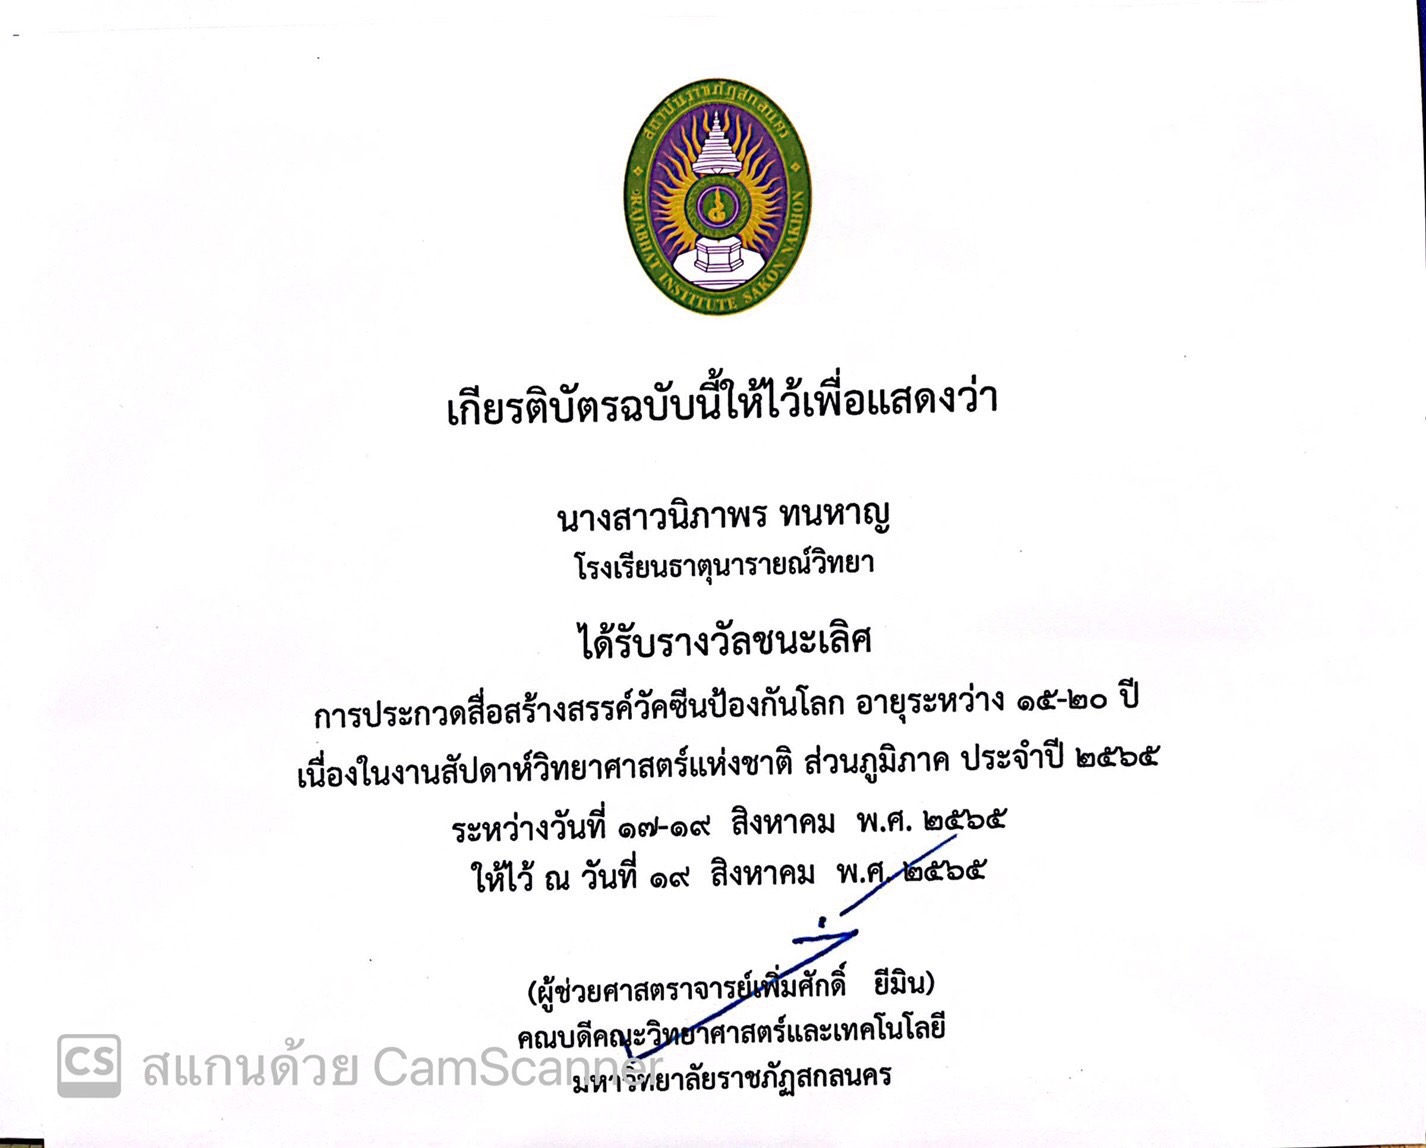 สถาบันราชภัฏสกลนคร
RAJABHAT INSTITUTE SAKON NAKHON
เกียรติบัตรฉบับนี้ให้ไว้เพื่อแสดงว่า
นางสาวนิภาพร ทนหาญ
โรงเรียนธาตุนารายณ์วิทยา
ได้รับรางวัลชนะเลิศ
การประกวดสื่อสร้างสรรค์วัคซีนป้องกันโลก อายุระหว่าง ๑๕-๒๐ ปี
เนื่องในงานสัปดาห์วิทยาศาสตร์แห่งชาติ ส่วนภูมิภาค ประจำปี ๒๕๖๕
ระหว่างวันที่ ๑๗-๑๙ สิงหาคม พ.ศ. ๒๕๖๕
ให้ไว้ ณ วันที่ ๑๙ สิงหาคม พ.ศ. ๒๕๖๕
(ผู้ช่วยศาสตราจารย์เพิ่มศักดิ์ ยีมิน)
คณบดีคณะวิทยาศาสตร์และเทคโนโลยี
มหาวิทยาลัยราชภัฏสกลนคร
CS สแกนด้วย CamScanner